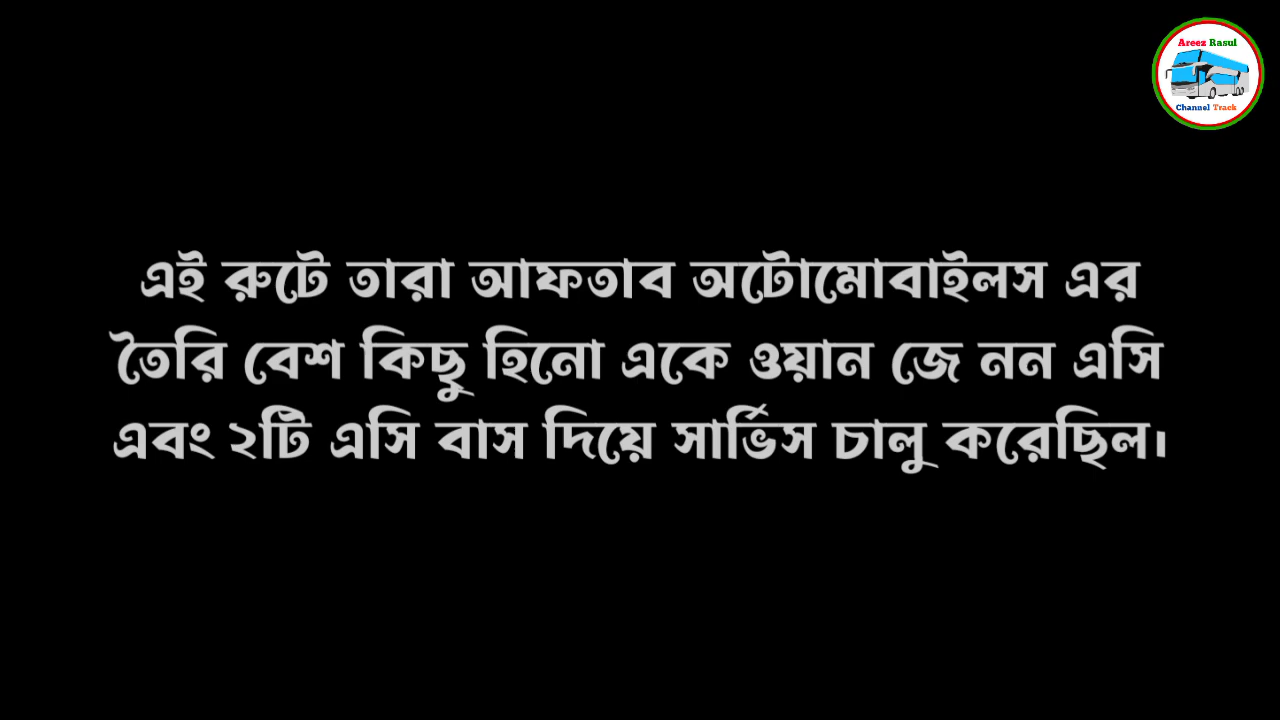 Areez Rasul
Channel Track
এই রুটে তারা আফতাব অটোমোবাইলস এর
তৈরি বেশ কিছু হিনো একে ওয়ান জে নন এসি
এবং ২টি এসি বাস দিয়ে সার্ভিস চালু করেছিল।